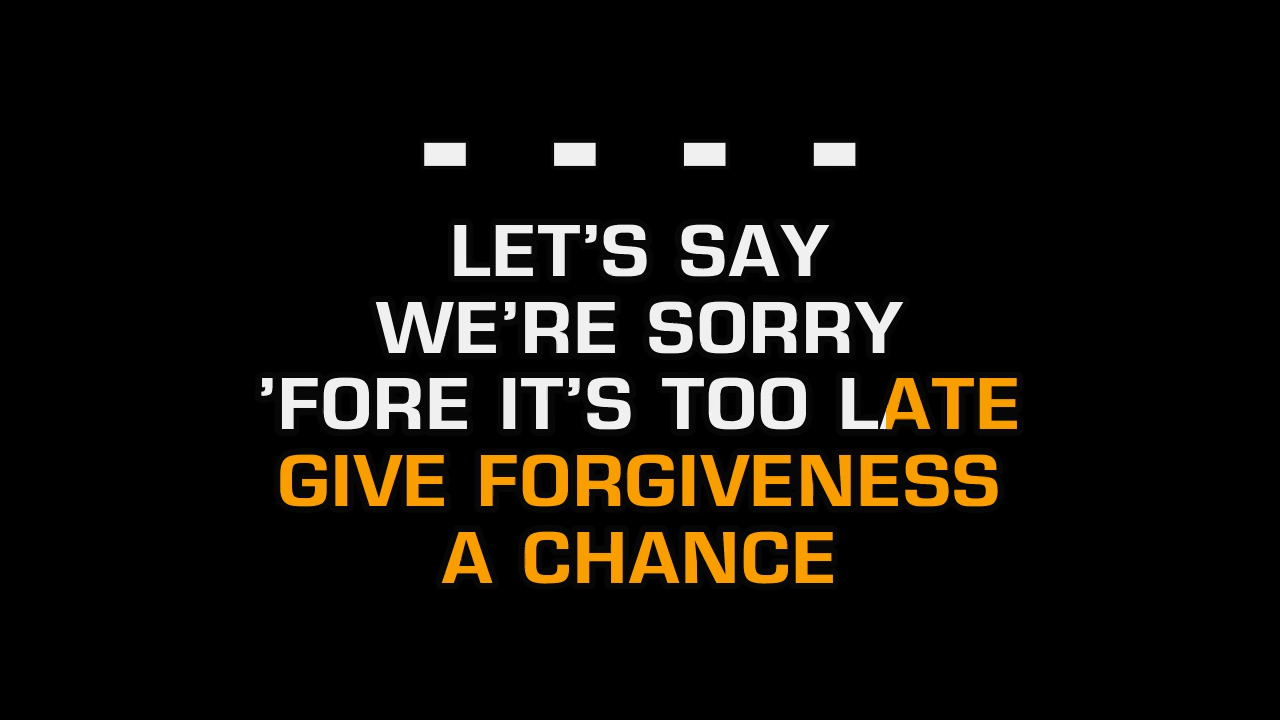 - - - -
LET’S SAY
WE’RE SORRY
’FORE IT’S TOO LATE
GIVE FORGIVENESS
A CHANCE